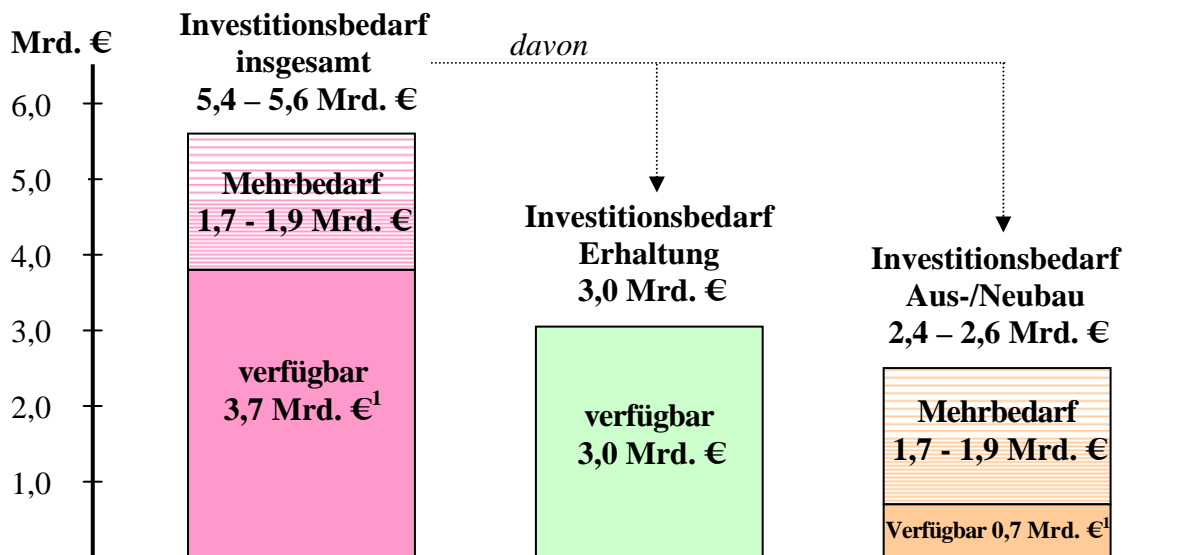 Mrd. €
6,0
5,0
4,0
3,0
2,0
1,0
Investitionsbedarf
insgesamt
5,4 – 5,6 Mrd. €
davon
Mehrbedarf
1,7 - 1,9 Mrd. €
verfügbar
3,7 Mrd. €¹
Investitionsbedarf
Erhaltung
3,0 Mrd. €
verfügbar
3,0 Mrd. €
Investitionsbedarf
Aus-/Neubau
2,4 – 2,6 Mrd. €
Mehrbedarf
1,7 - 1,9 Mrd. €
Verfügbar 0,7 Mrd. €¹